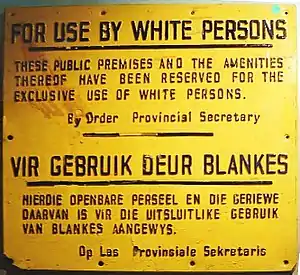 FOR USE BY WHITE PERSONS
THESE PUBLIC PREMISES AND THE AMENITIES
THEREOF HAVE BEEN RESERVED FOR THE
EXCLUSIVE USE OF WHITE PERSONS.
By Order Provincial Secretary
VIR GEBRUIK DEUR BLANKES
HIERDIE OPENBARE PERSEEL EN DIE GERIEWE
DAARVAN IS VIR DIE UITSLUITLIKE GEBRUIK
VAN BLANKES AANGEWYS.
Op Las Provinsiale Sekretaris